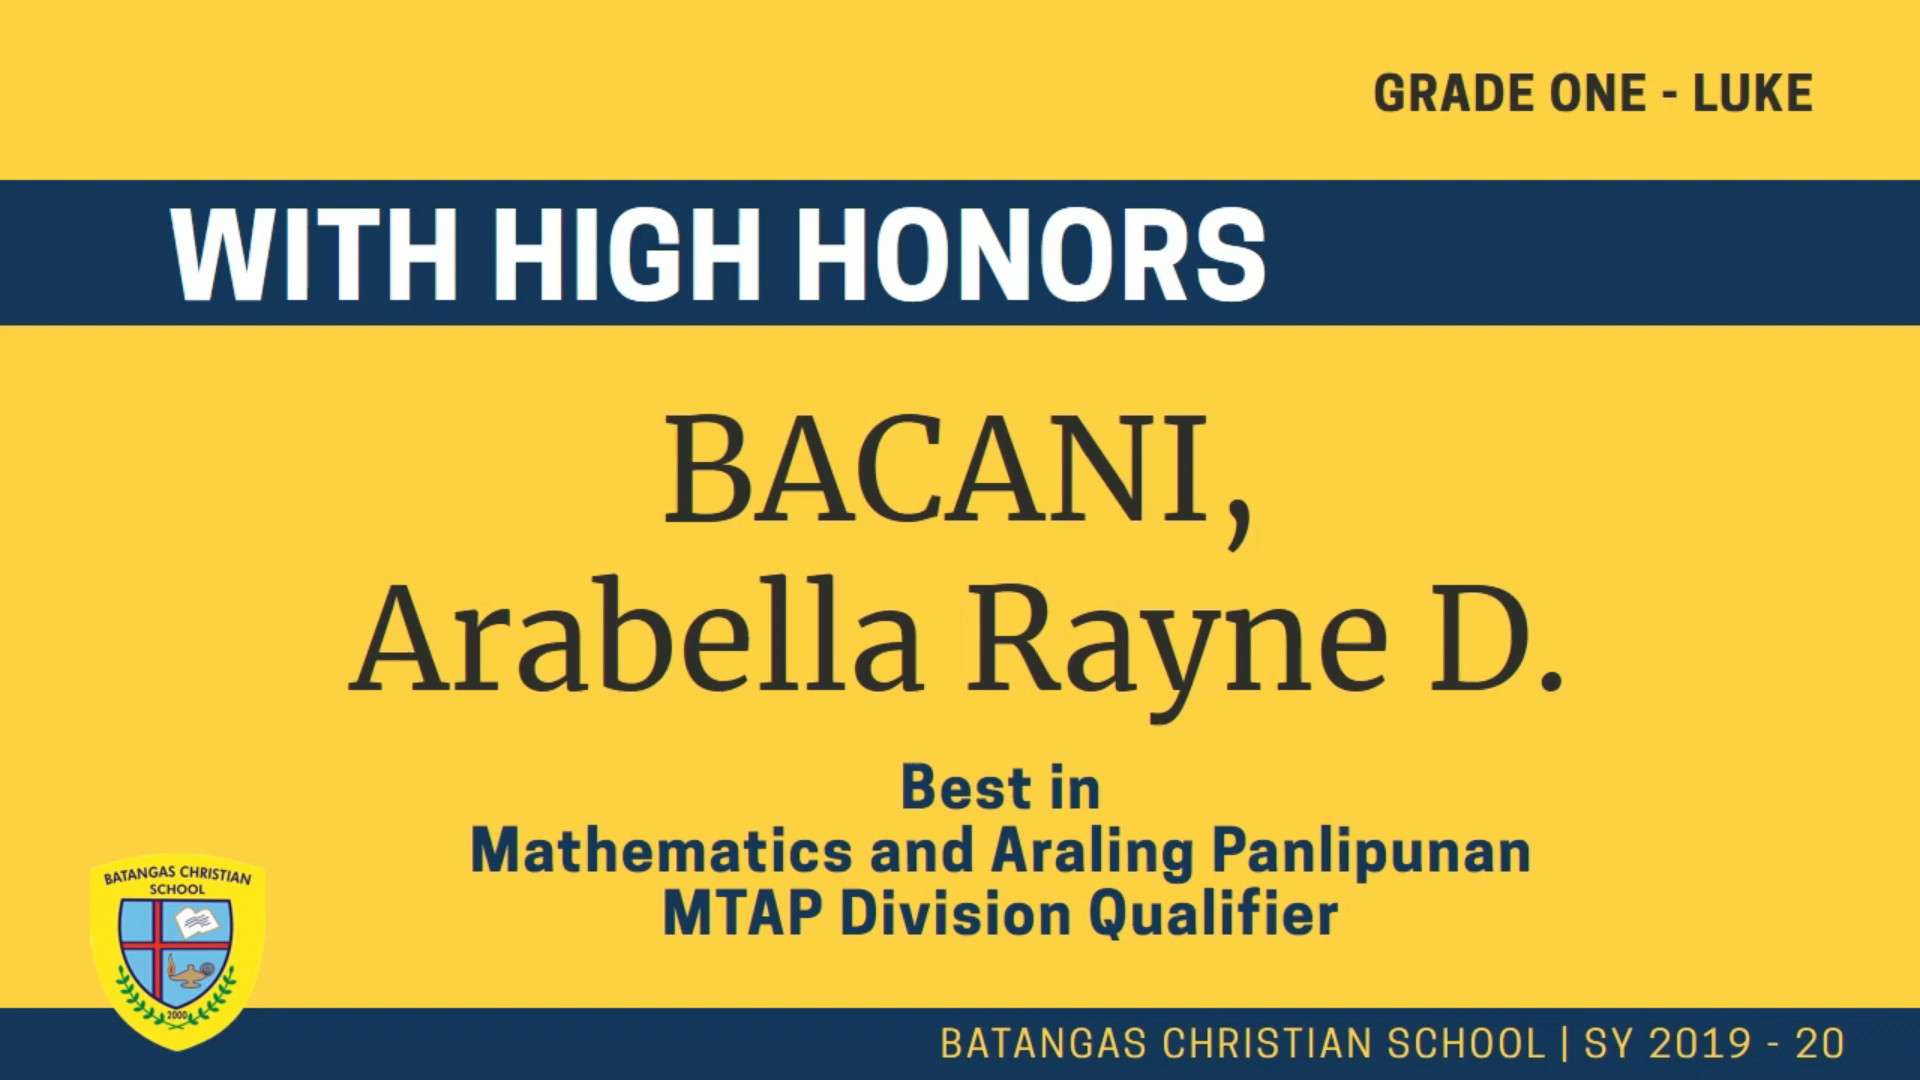 GRADE ONE - LUKE
WITH HIGH HONORS
BACANI,
Arabella Rayne D.
Best in
Mathematics and Araling Panlipunan
MTAP Division Qualifier
BATANGAS CHRISTIAN
SCHOOL
2000
BATANGAS CHRISTIAN SCHOOL | SY 2019 - 20